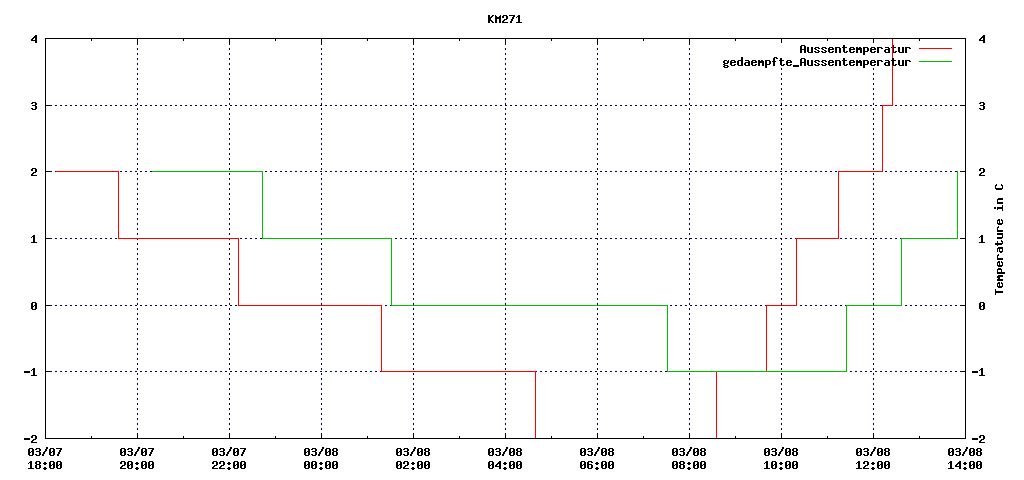 KM271
Aussentemperatur
gedaempfte_Aussentemperatur
4 4
3 3
2 2
1 1
0 0
-1 -1
-2 -2
Temperature in C
03/07 03/07 03/07 03/08 03/08 03/08 03/08 03/08 03/08 03/08 03/08
18:00 20:00 22:00 00:00 02:00 04:00 06:00 08:00 10:00 12:00 14:00